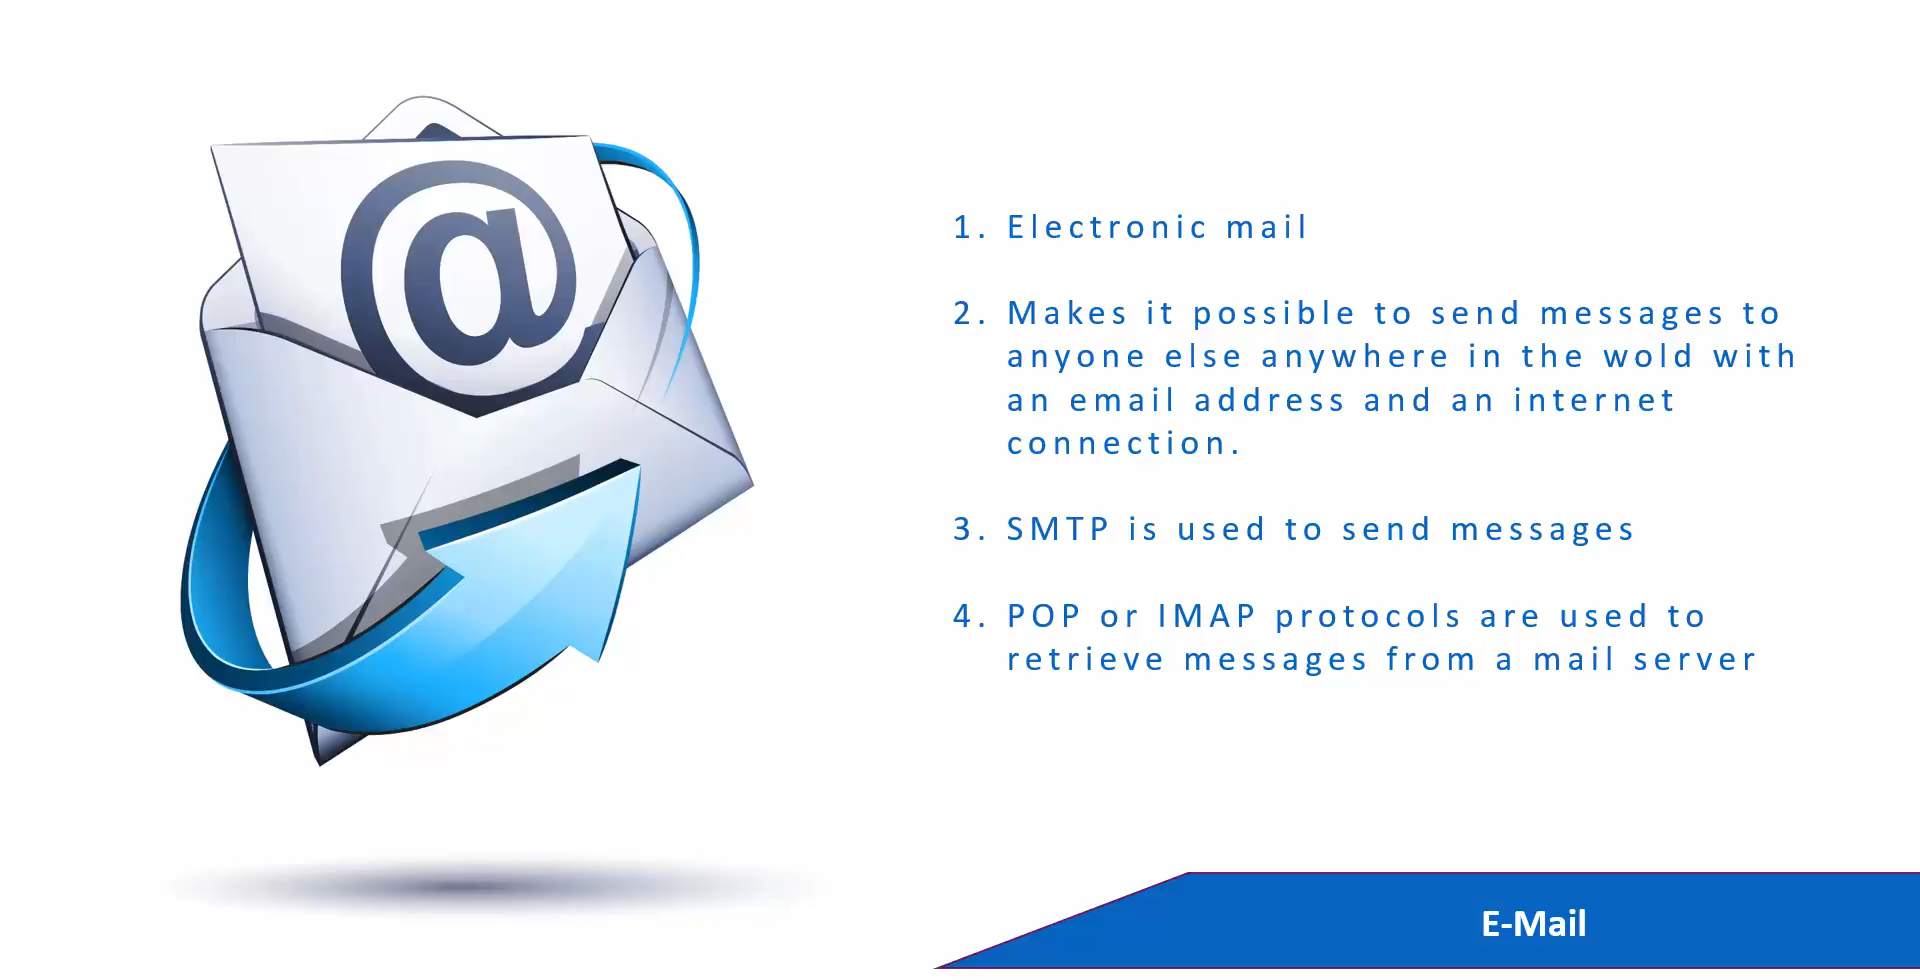 @
1. Electronic mail
2. Makes it possible to send messages to
anyone else anywhere in the wold with
an email address and an internet
connection.
3. SMTP is used to send messages
4. POP or IMAP protocols are used to
retrieve messages from a mail server
E-Mail